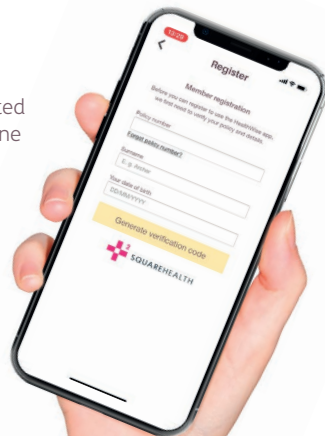 ted
ne
13:29
Register
Member registration
Before you can register to use the HealthWise app,
we first need to verify your policy and details.
Policy number
Forgot policy number?
Surname
E.g. Archer
Your date of birth
DD/MM/YYYY
Generate verification code
2
SQUAREHEALTH